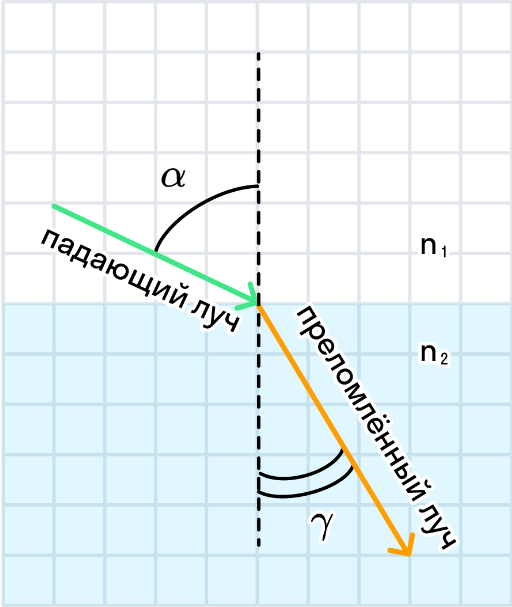 α
n₁
падающий луч
n₂
преломлённый луч
γ